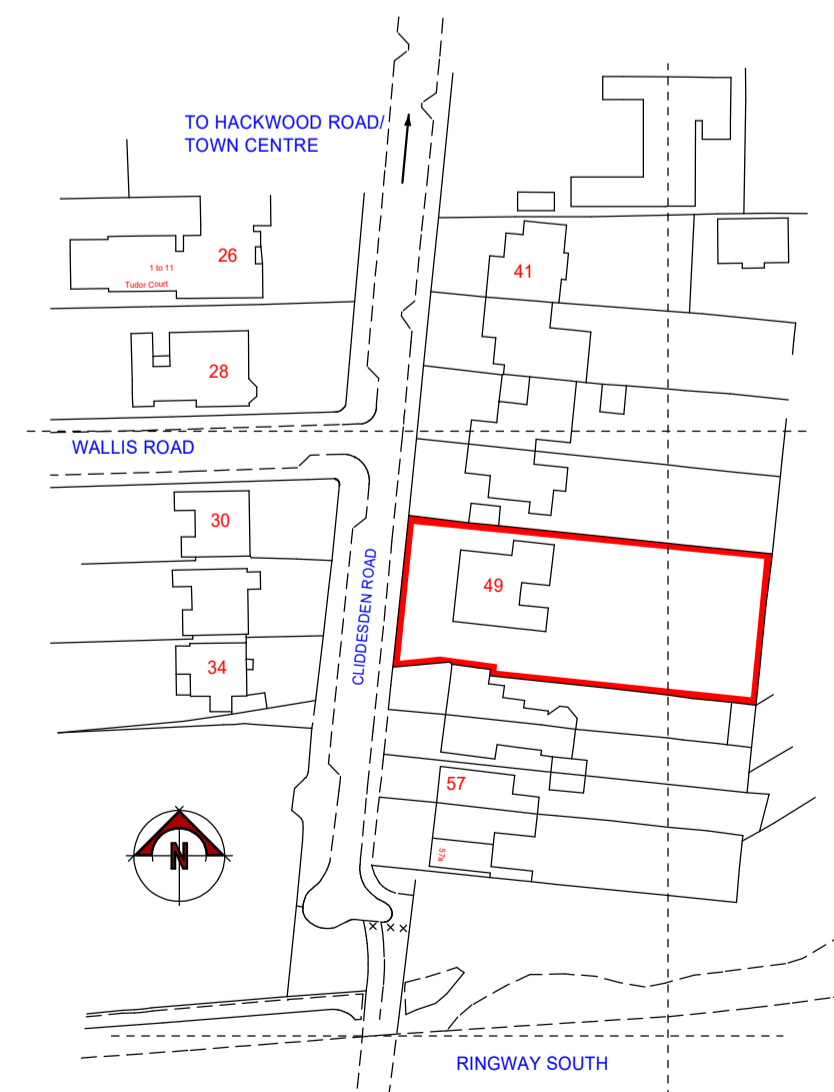 TO HACKWOOD ROAD/
TOWN CENTRE
26
1 to 11
Tudor Court
41
28
WALLIS ROAD
30
CLIDDESDEN ROAD
49
34
57
57a
N
RINGWAY SOUTH